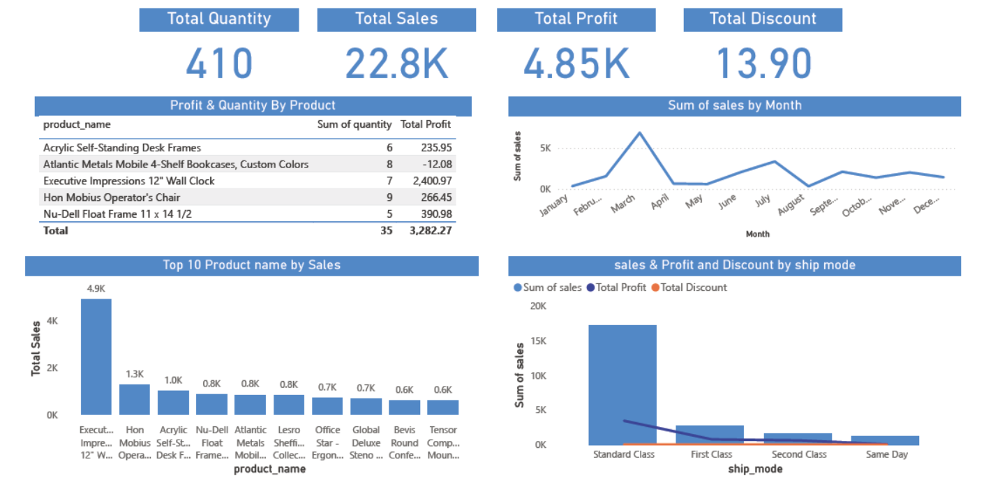 Total Quantity
Total Sales
Total Profit
Total Discount
410
22.8K
4.85K
13.90
Profit & Quantity By Product
product_name Sum of quantity Total Profit
Acrylic Self-Standing Desk Frames 6 235.95
Atlantic Metals Mobile 4-Shelf Bookcases, Custom Colors 8 -12.08
Executive Impressions 12" Wall Clock 7 2,400.97
Hon Mobius Operator's Chair 9 266.45
Nu-Dell Float Frame 11 x 14 1/2 5 390.98
Total 35 3,282.27
Sum of sales by Month
Sum of sales
5K
0K
January Febru... March April May June July August Septe... Octob... Nove... Dece...
Month
Top 10 Product name by Sales
Total Sales
4K
2K
0K
4.9K 1.3K 1.0K 0.8K 0.8K 0.8K 0.7K 0.7K 0.6K 0.6K
Execut... Hon Acrylic Nu-Dell Atlantic Lesro Office Global Bevis Tensor
Impre... Mobius Self-St... Float Metals Sheffi... Star - Deluxe Round Comp...
12" W... Opera... Desk F... Frame... Mobil... Collec... Ergon... Steno ... Confe... Moun...
product_name
sales & Profit and Discount by ship mode
Sum of sales Total Profit Total Discount
Sum of sales
20K
15K
10K
5K
0K
Standard Class First Class Second Class Same Day
ship_mode